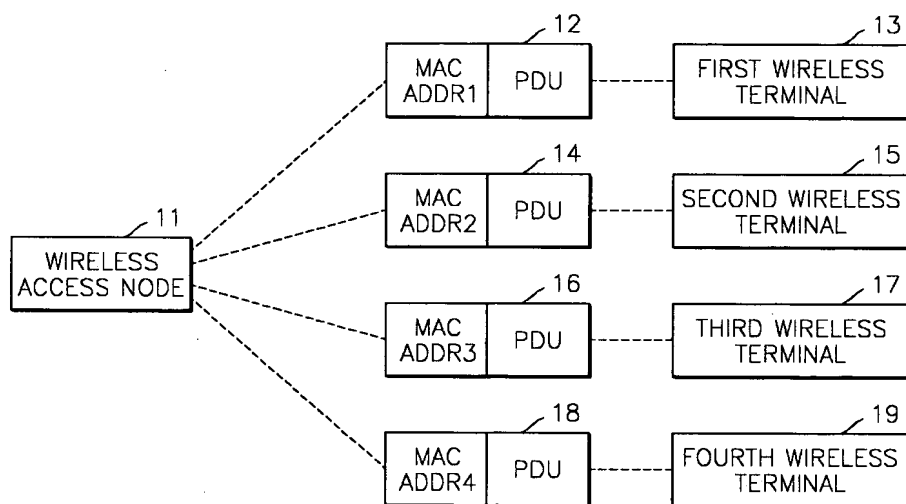 12
13
MAC
ADDR1
PDU
FIRST WIRELESS
TERMINAL
14
15
MAC
ADDR2
PDU
SECOND WIRELESS
TERMINAL
11
WIRELESS
ACCESS NODE
16
17
MAC
ADDR3
PDU
THIRD WIRELESS
TERMINAL
18
19
MAC
ADDR4
PDU
FOURTH WIRELESS
TERMINAL